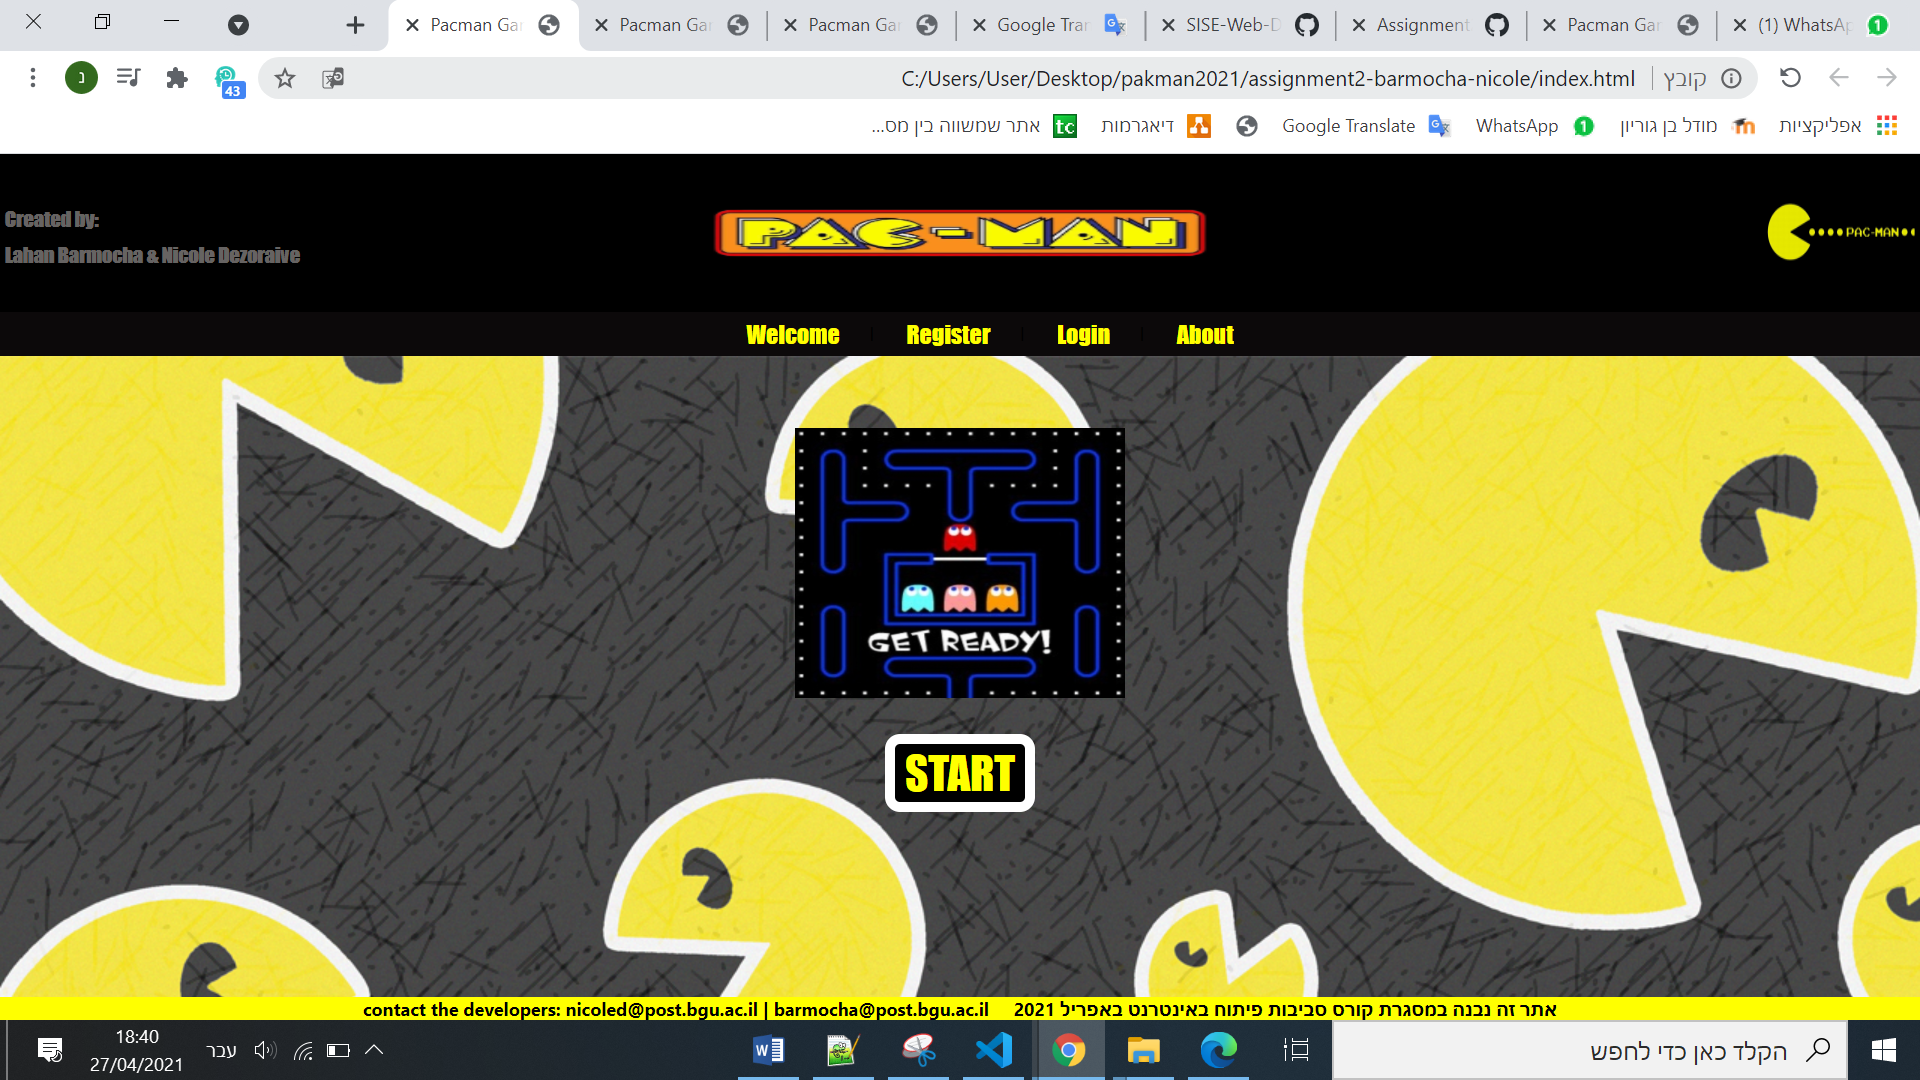 Pacman Ga
Pacman Ga
Pacman Ga
Google Tran
SISE-Web-D
Assignment
Pacman Ga
(1) WhatsAp
נ
43
C:/Users/User/Desktop/pakman2021/assignment2-barmocha-nicole/index.html
קובץ
אפליקציות
מודל בן גוריון
WhatsApp
Google Translate
דיאגרמות
אתר שמשווה בין מס...
tc
Created by:
Lahan Barmocha & Nicole Dezoraive
PAC-MAN
PAC-MAN
Welcome
Register
Login
About
GET READY!
START
contact the developers: nicoled@post.bgu.ac.il | barmocha@post.bgu.ac.il
אתר זה נבנה במסגרת קורס סביבות פיתוח באינטרנט באפריל 2021
18:40
27/04/2021
עבר
הקלד כאן כדי לחפש